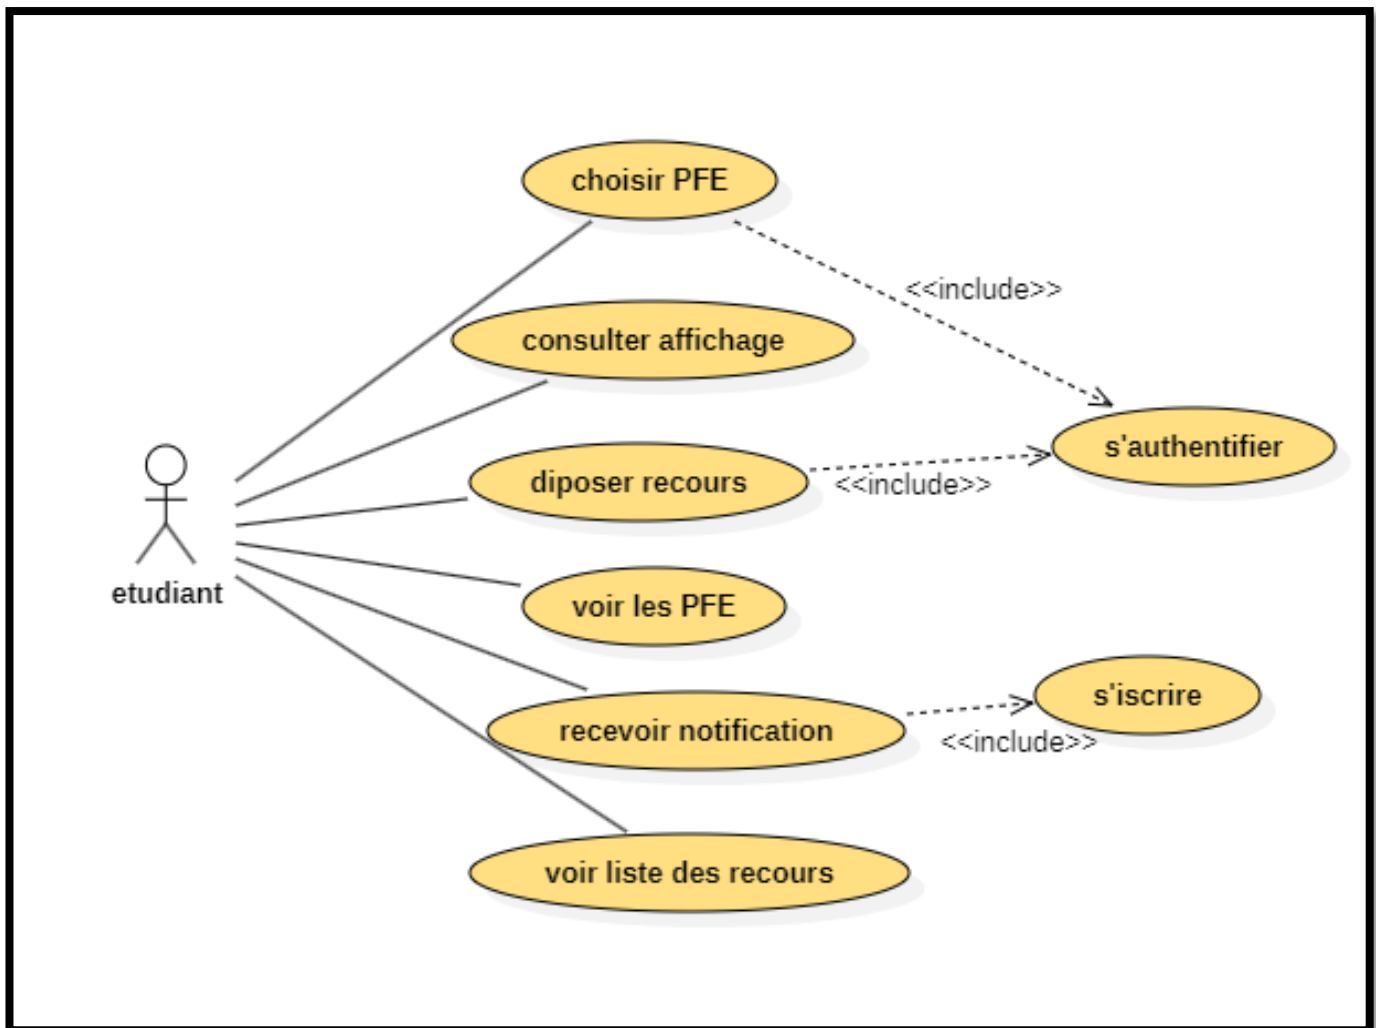 choisir PFE
<<include>>
consulter affichage
s'authentifier
diposer recours
<<include>>
etudiant
voir les PFE
s'iscrire
recevoir notification
<<include>>
voir liste des recours